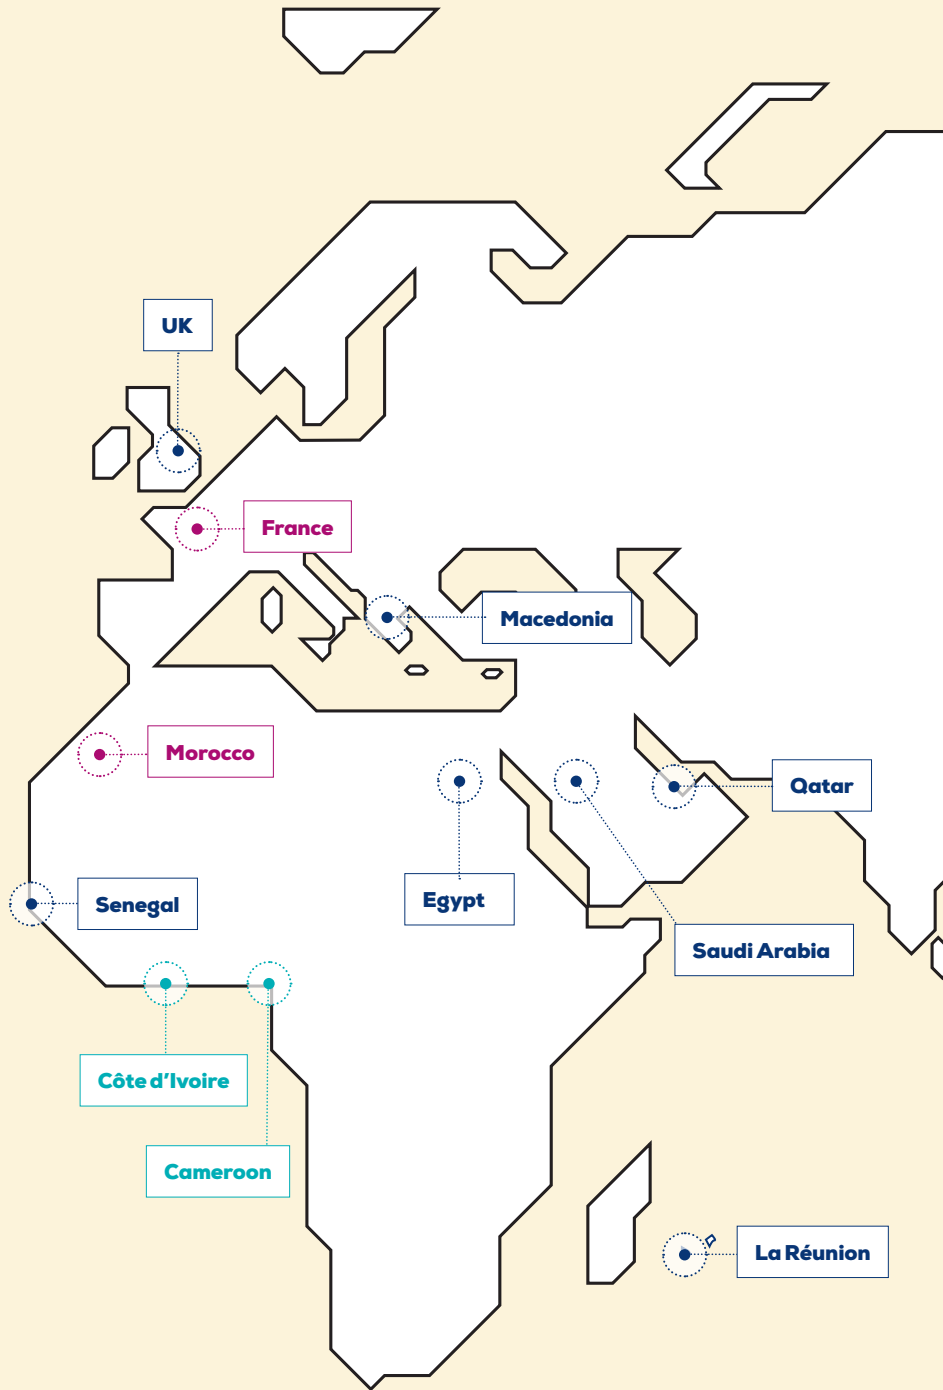 UK
France
Macedonia
Morocco
Qatar
Senegal
Egypt
Saudi Arabia
Côte d’Ivoire
Cameroon
La Réunion